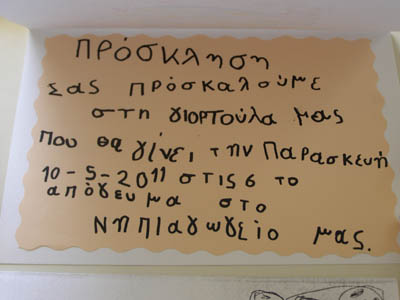 ΠΡΌΣΚΛΗΣΗ
Σας ΠΡΌΣΚΑΛΟΎΜΕ
ΣΤΗ ΓΙΟΡΤΟΎΛΑ μας
Που θα γίνει την Παρασκευή
10-5-2011 ΣΤΙΣ 6 το
απόγευμα στο
Νηπιαγωγείο μας.